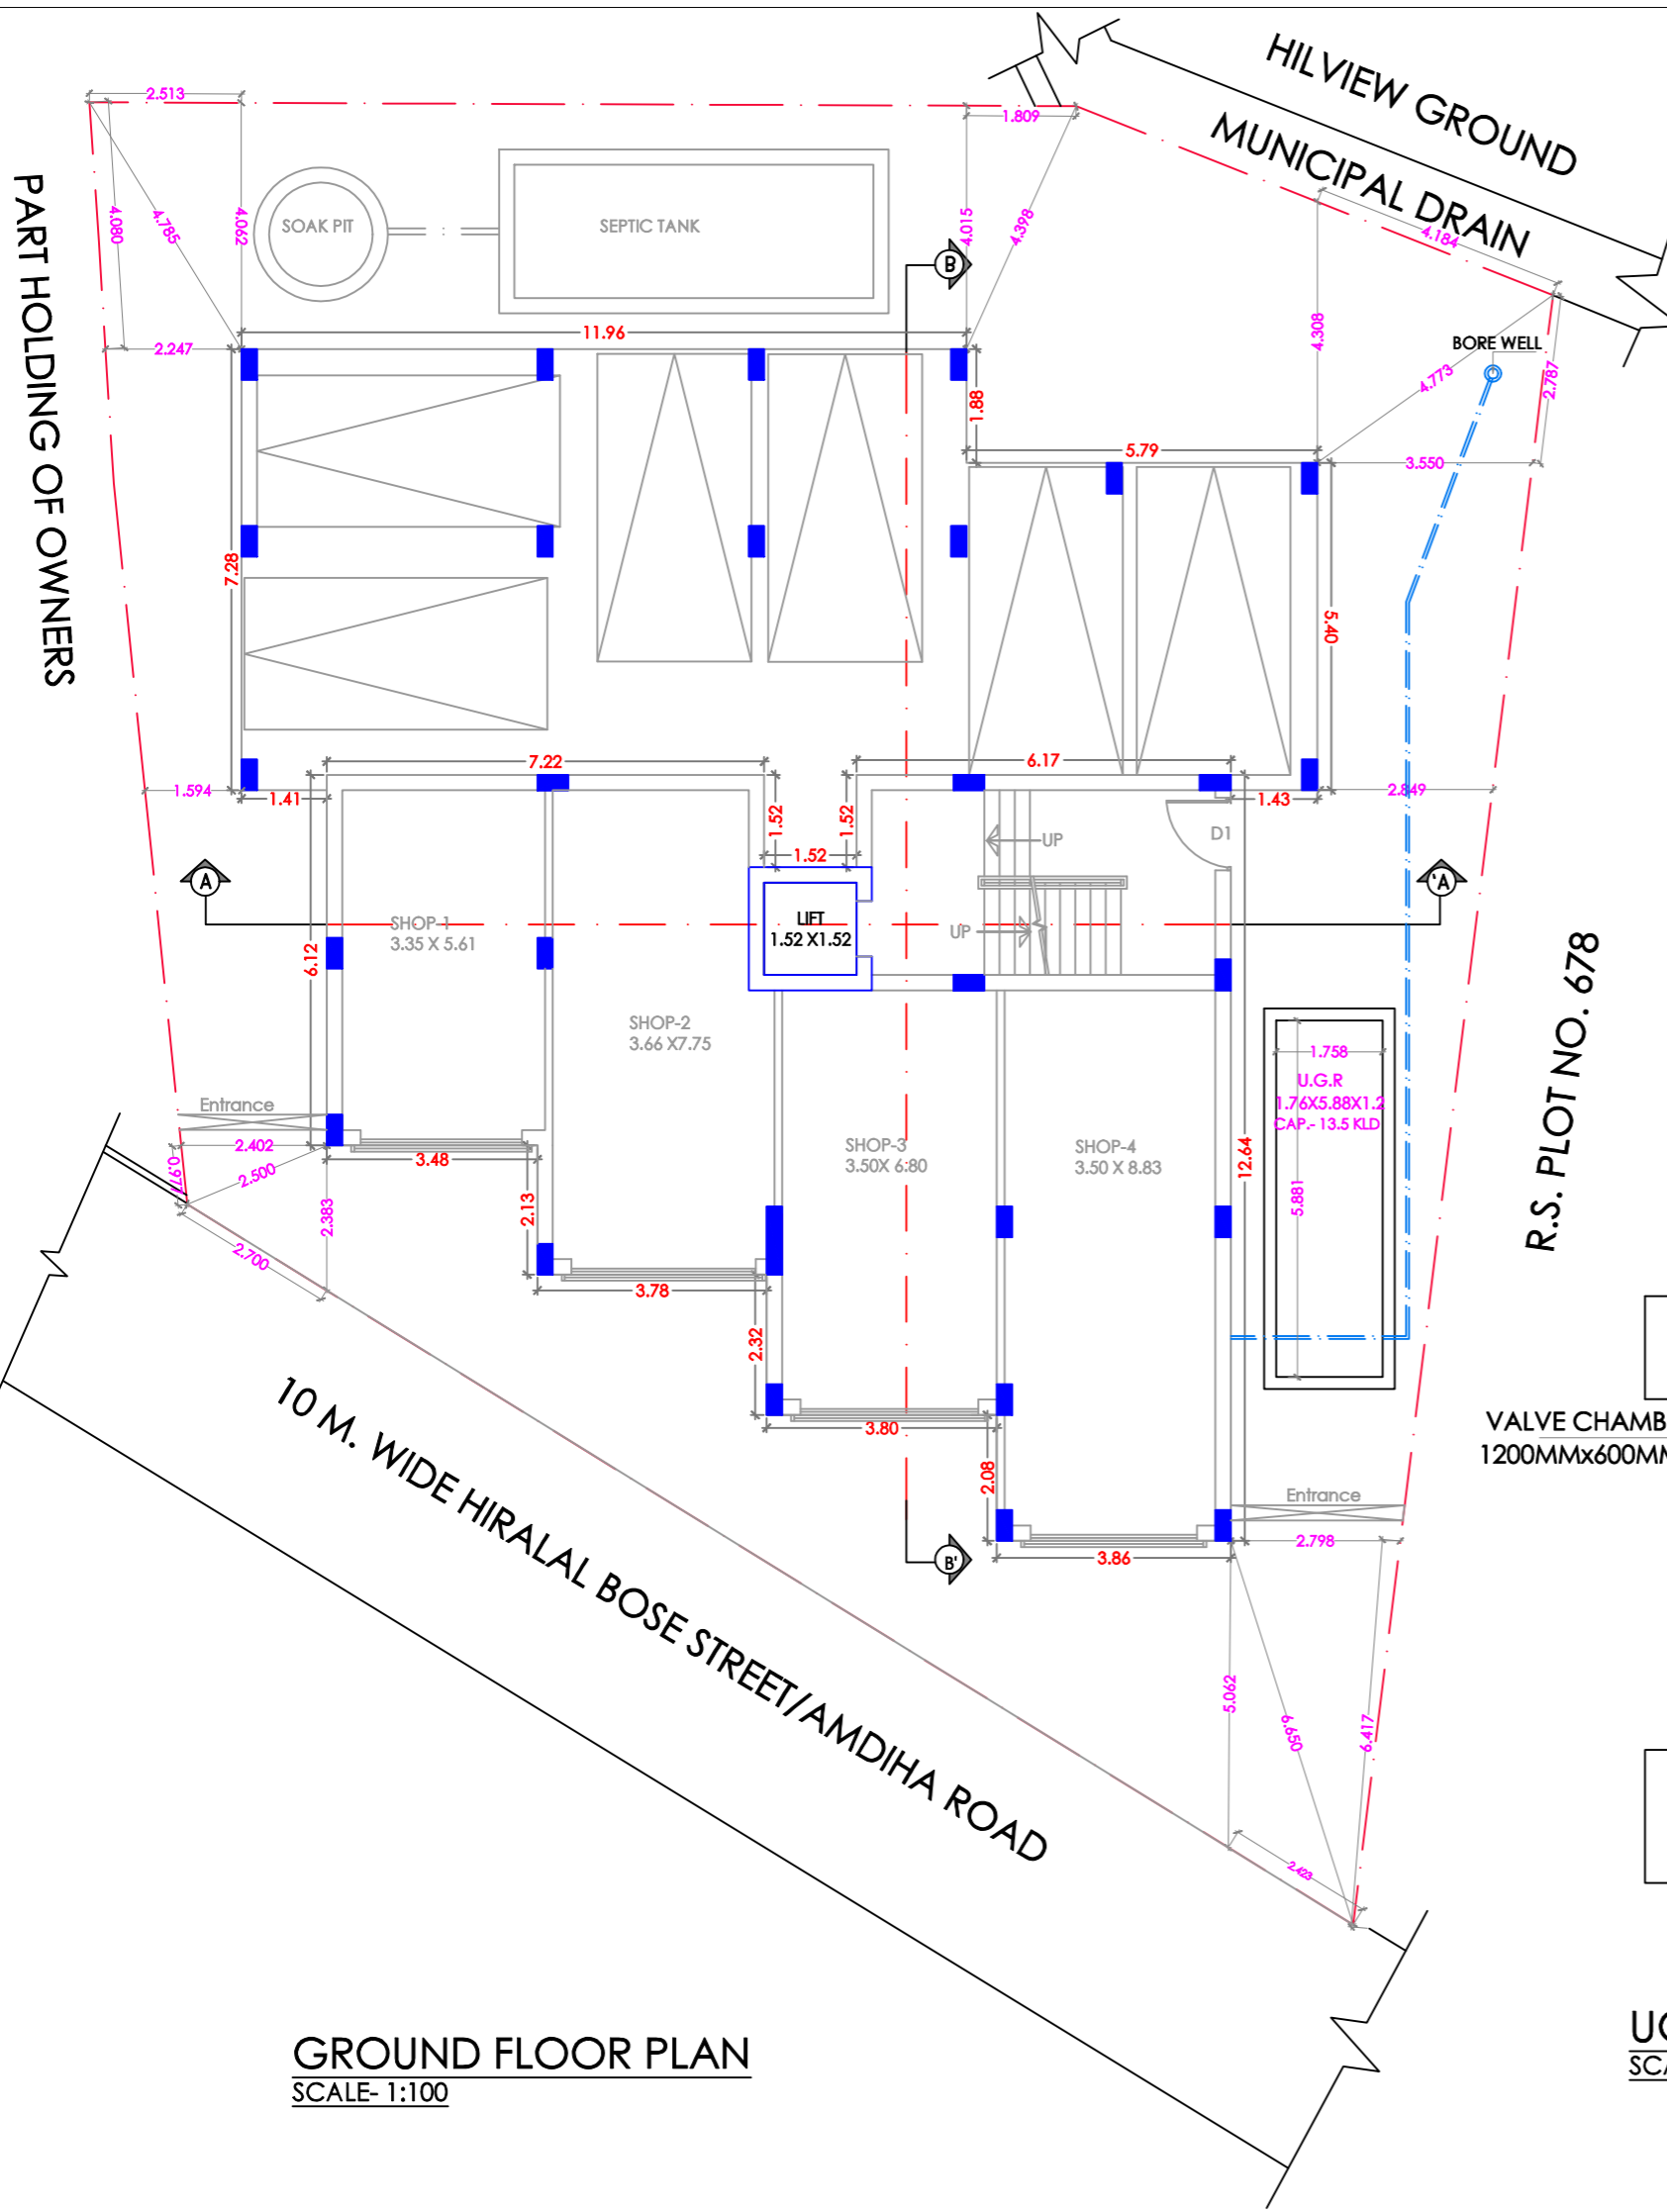 HILVIEW GROUND
MUNICIPAL DRAIN
2.513
1.809
4.080
4.785
4.062
SOAK PIT
SEPTIC TANK
4.015
4.398
4.184
4.308
B
PART HOLDING OF OWNERS
2.247
11.96
BORE WELL
4.773
2.787
1.88
5.79
3.550
7.28
5.40
7.22
6.17
1.594
1.41
1.52
1.52
1.43
2.849
1.52
UP
D1
A
'A
LIFT
1.52 X1.52
SHOP-1
3.35 X 5.61
UP
6.12
R.S. PLOT NO. 678
SHOP-2
3.66 X7.75
1.758
U.G.R
1.76X5.88X1.2
CAP.- 13.5 KLD
Entrance
2.402
0.977
2.500
3.48
SHOP-3
3.50X 6.80
SHOP-4
3.50 X 8.83
12.64
5.881
2.383
2.13
2.700
3.78
2.32
3.80
2.08
VALVE CHAMB
1200MMx600MM
Entrance
2.798
3.86
B'
10 M. WIDE HIRALAL BOSE STREET/AMDIHA ROAD
5.062
6.650
6.417
2.423
GROUND FLOOR PLAN
SCALE- 1:100